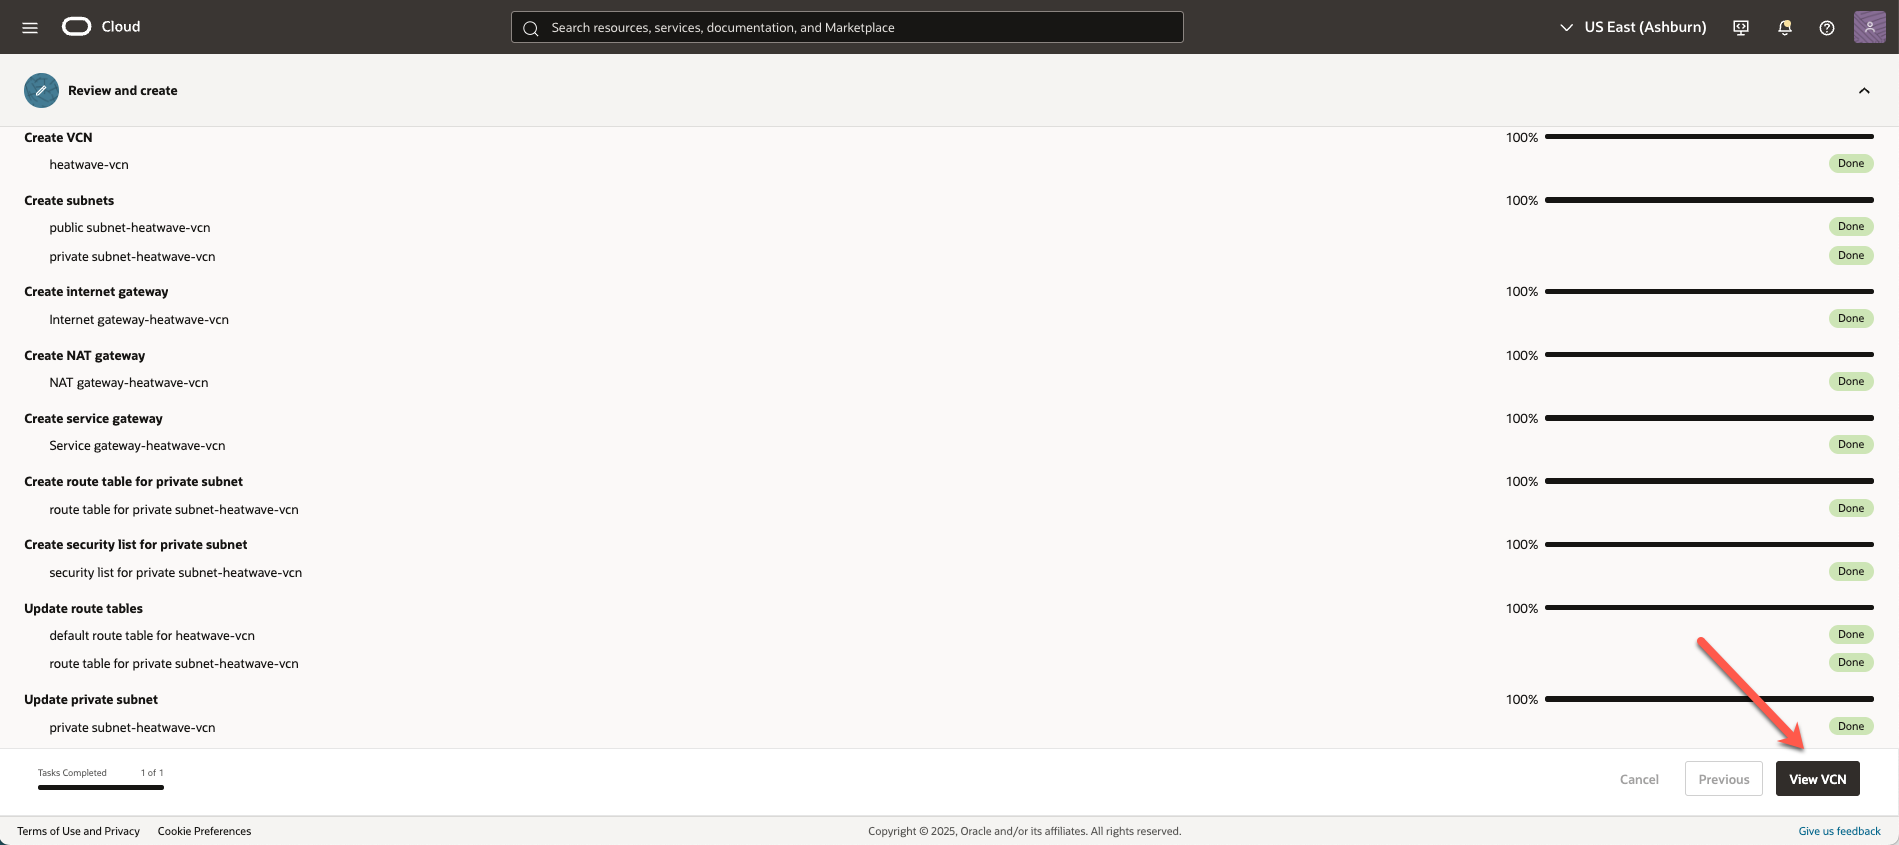 Cloud
Search resources, services, documentation, and Marketplace
US East (Ashburn)
Review and create
Create VCN 100%
heatwave-vcn Done
Create subnets 100%
public subnet-heatwave-vcn Done
private subnet-heatwave-vcn Done
Create internet gateway 100%
Internet gateway-heatwave-vcn Done
Create NAT gateway 100%
NAT gateway-heatwave-vcn Done
Create service gateway 100%
Service gateway-heatwave-vcn Done
Create route table for private subnet 100%
route table for private subnet-heatwave-vcn Done
Create security list for private subnet 100%
security list for private subnet-heatwave-vcn Done
Update route tables 100%
default route table for heatwave-vcn Done
route table for private subnet-heatwave-vcn Done
Update private subnet 100%
private subnet-heatwave-vcn Done
Tasks Completed 1 of 1
Cancel Previous View VCN
Terms of Use and Privacy Cookie Preferences Copyright © 2025, Oracle and/or its affiliates. All rights reserved. Give us feedback